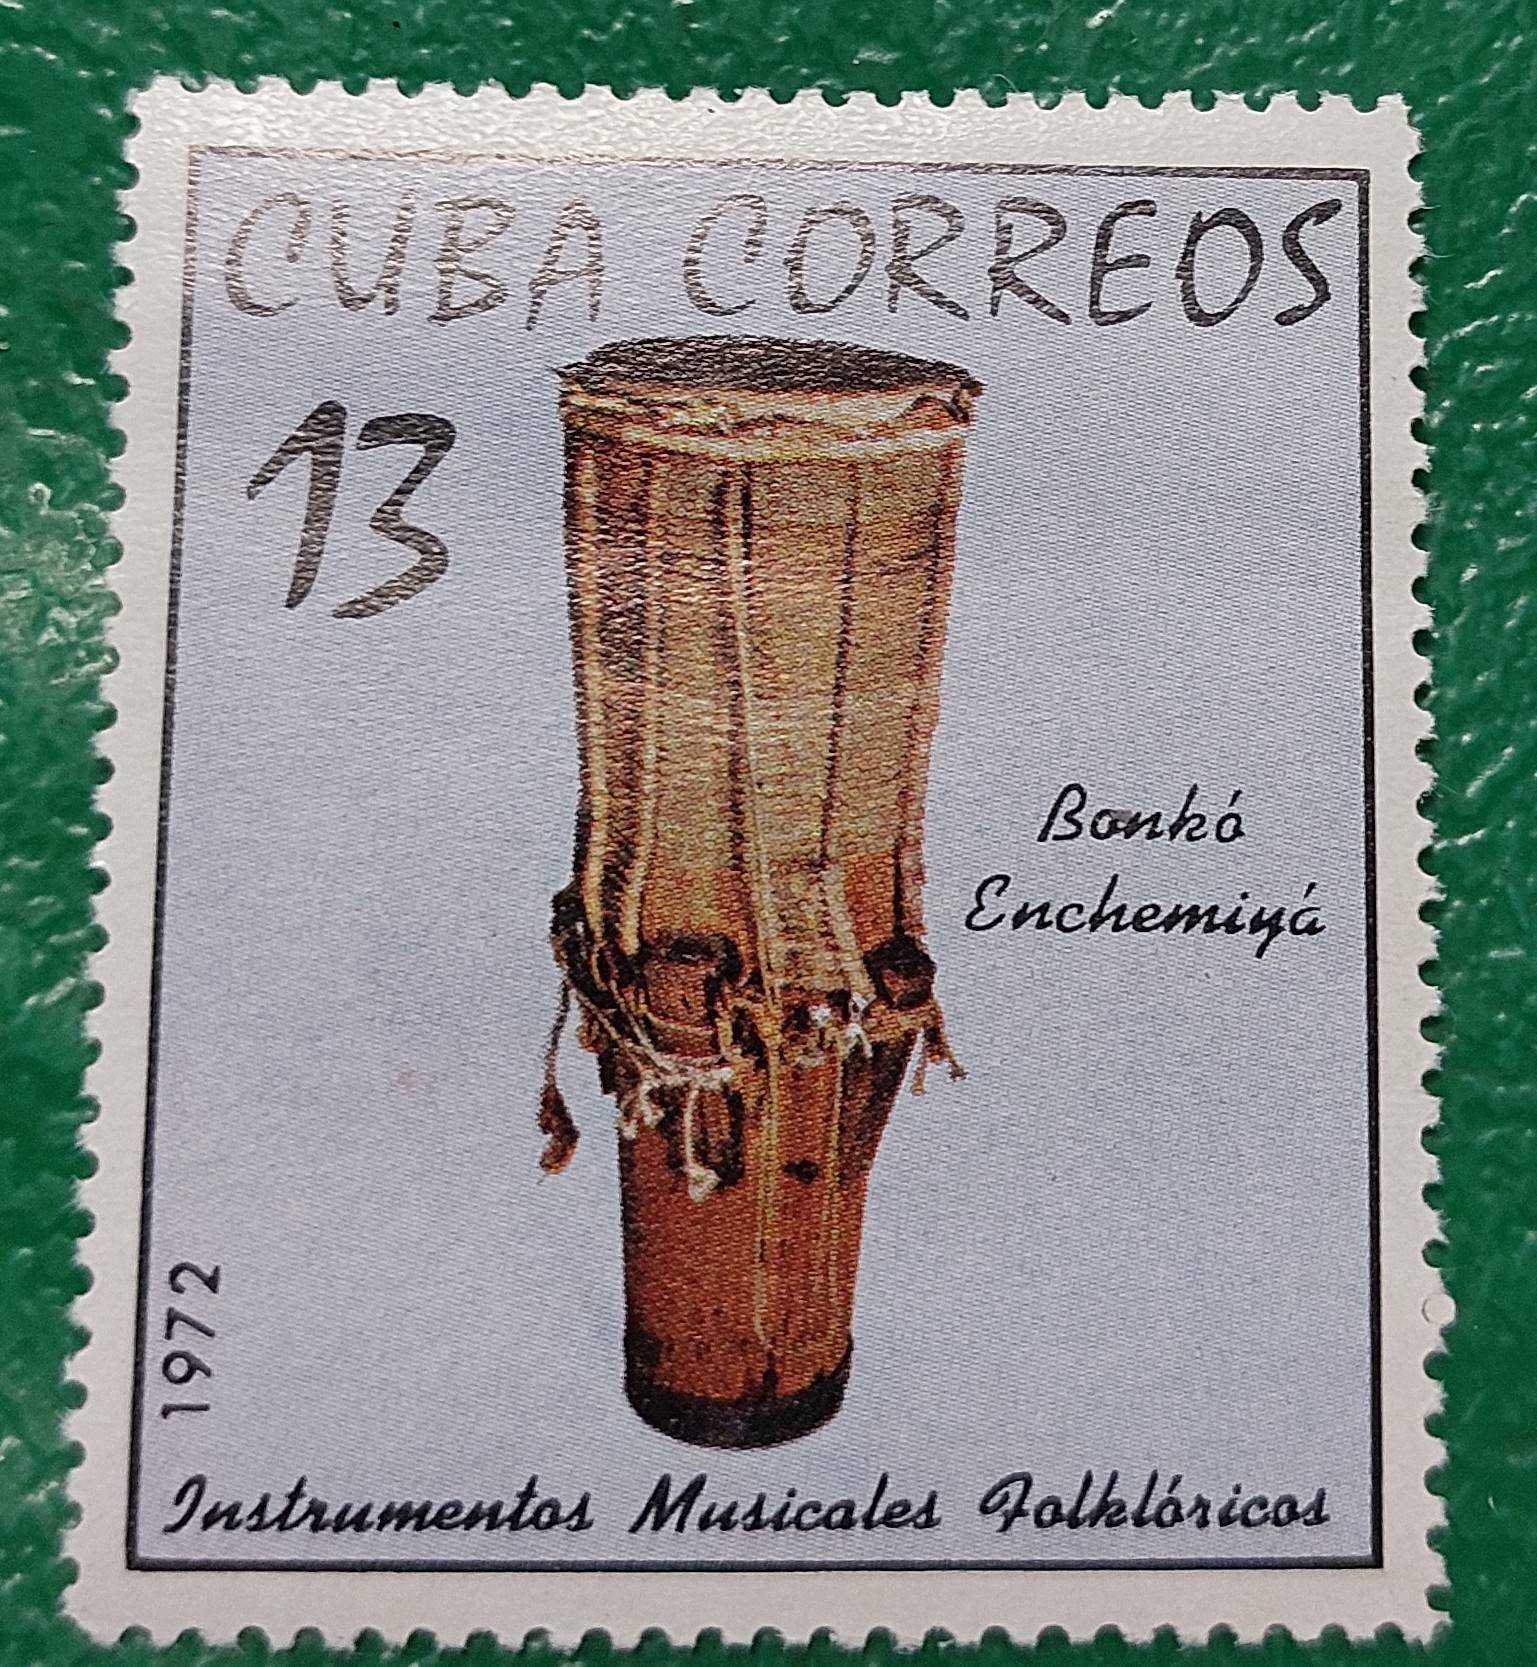 CUBA CORREOS
13
Bonkó
Enchemiyá
1972
Instrumentos Musicales Folklóricos